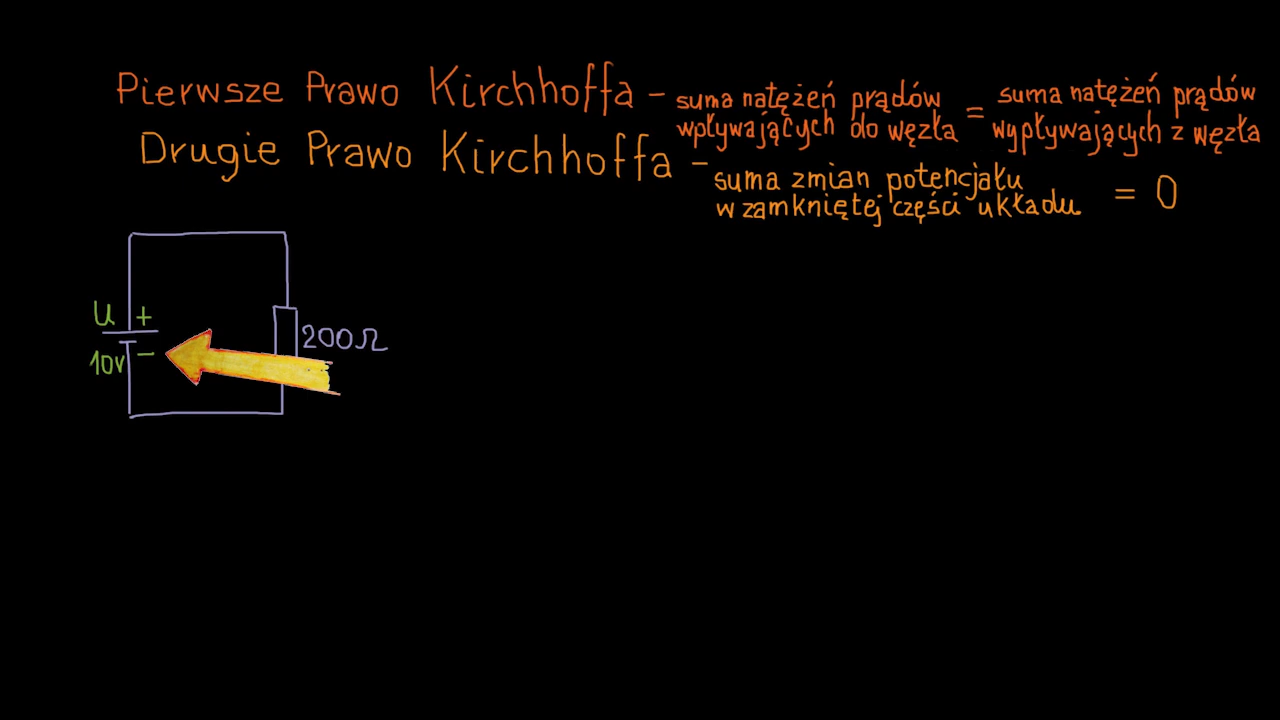 Pierwsze Prawo Kirchhoffa - suma natężeń prądów wpływających do węzła = suma natężeń prądów wypływających z węzła
Drugie Prawo Kirchhoffa - suma zmian potencjału w zamkniętej części układu = 0
U +
10V -
200Ω